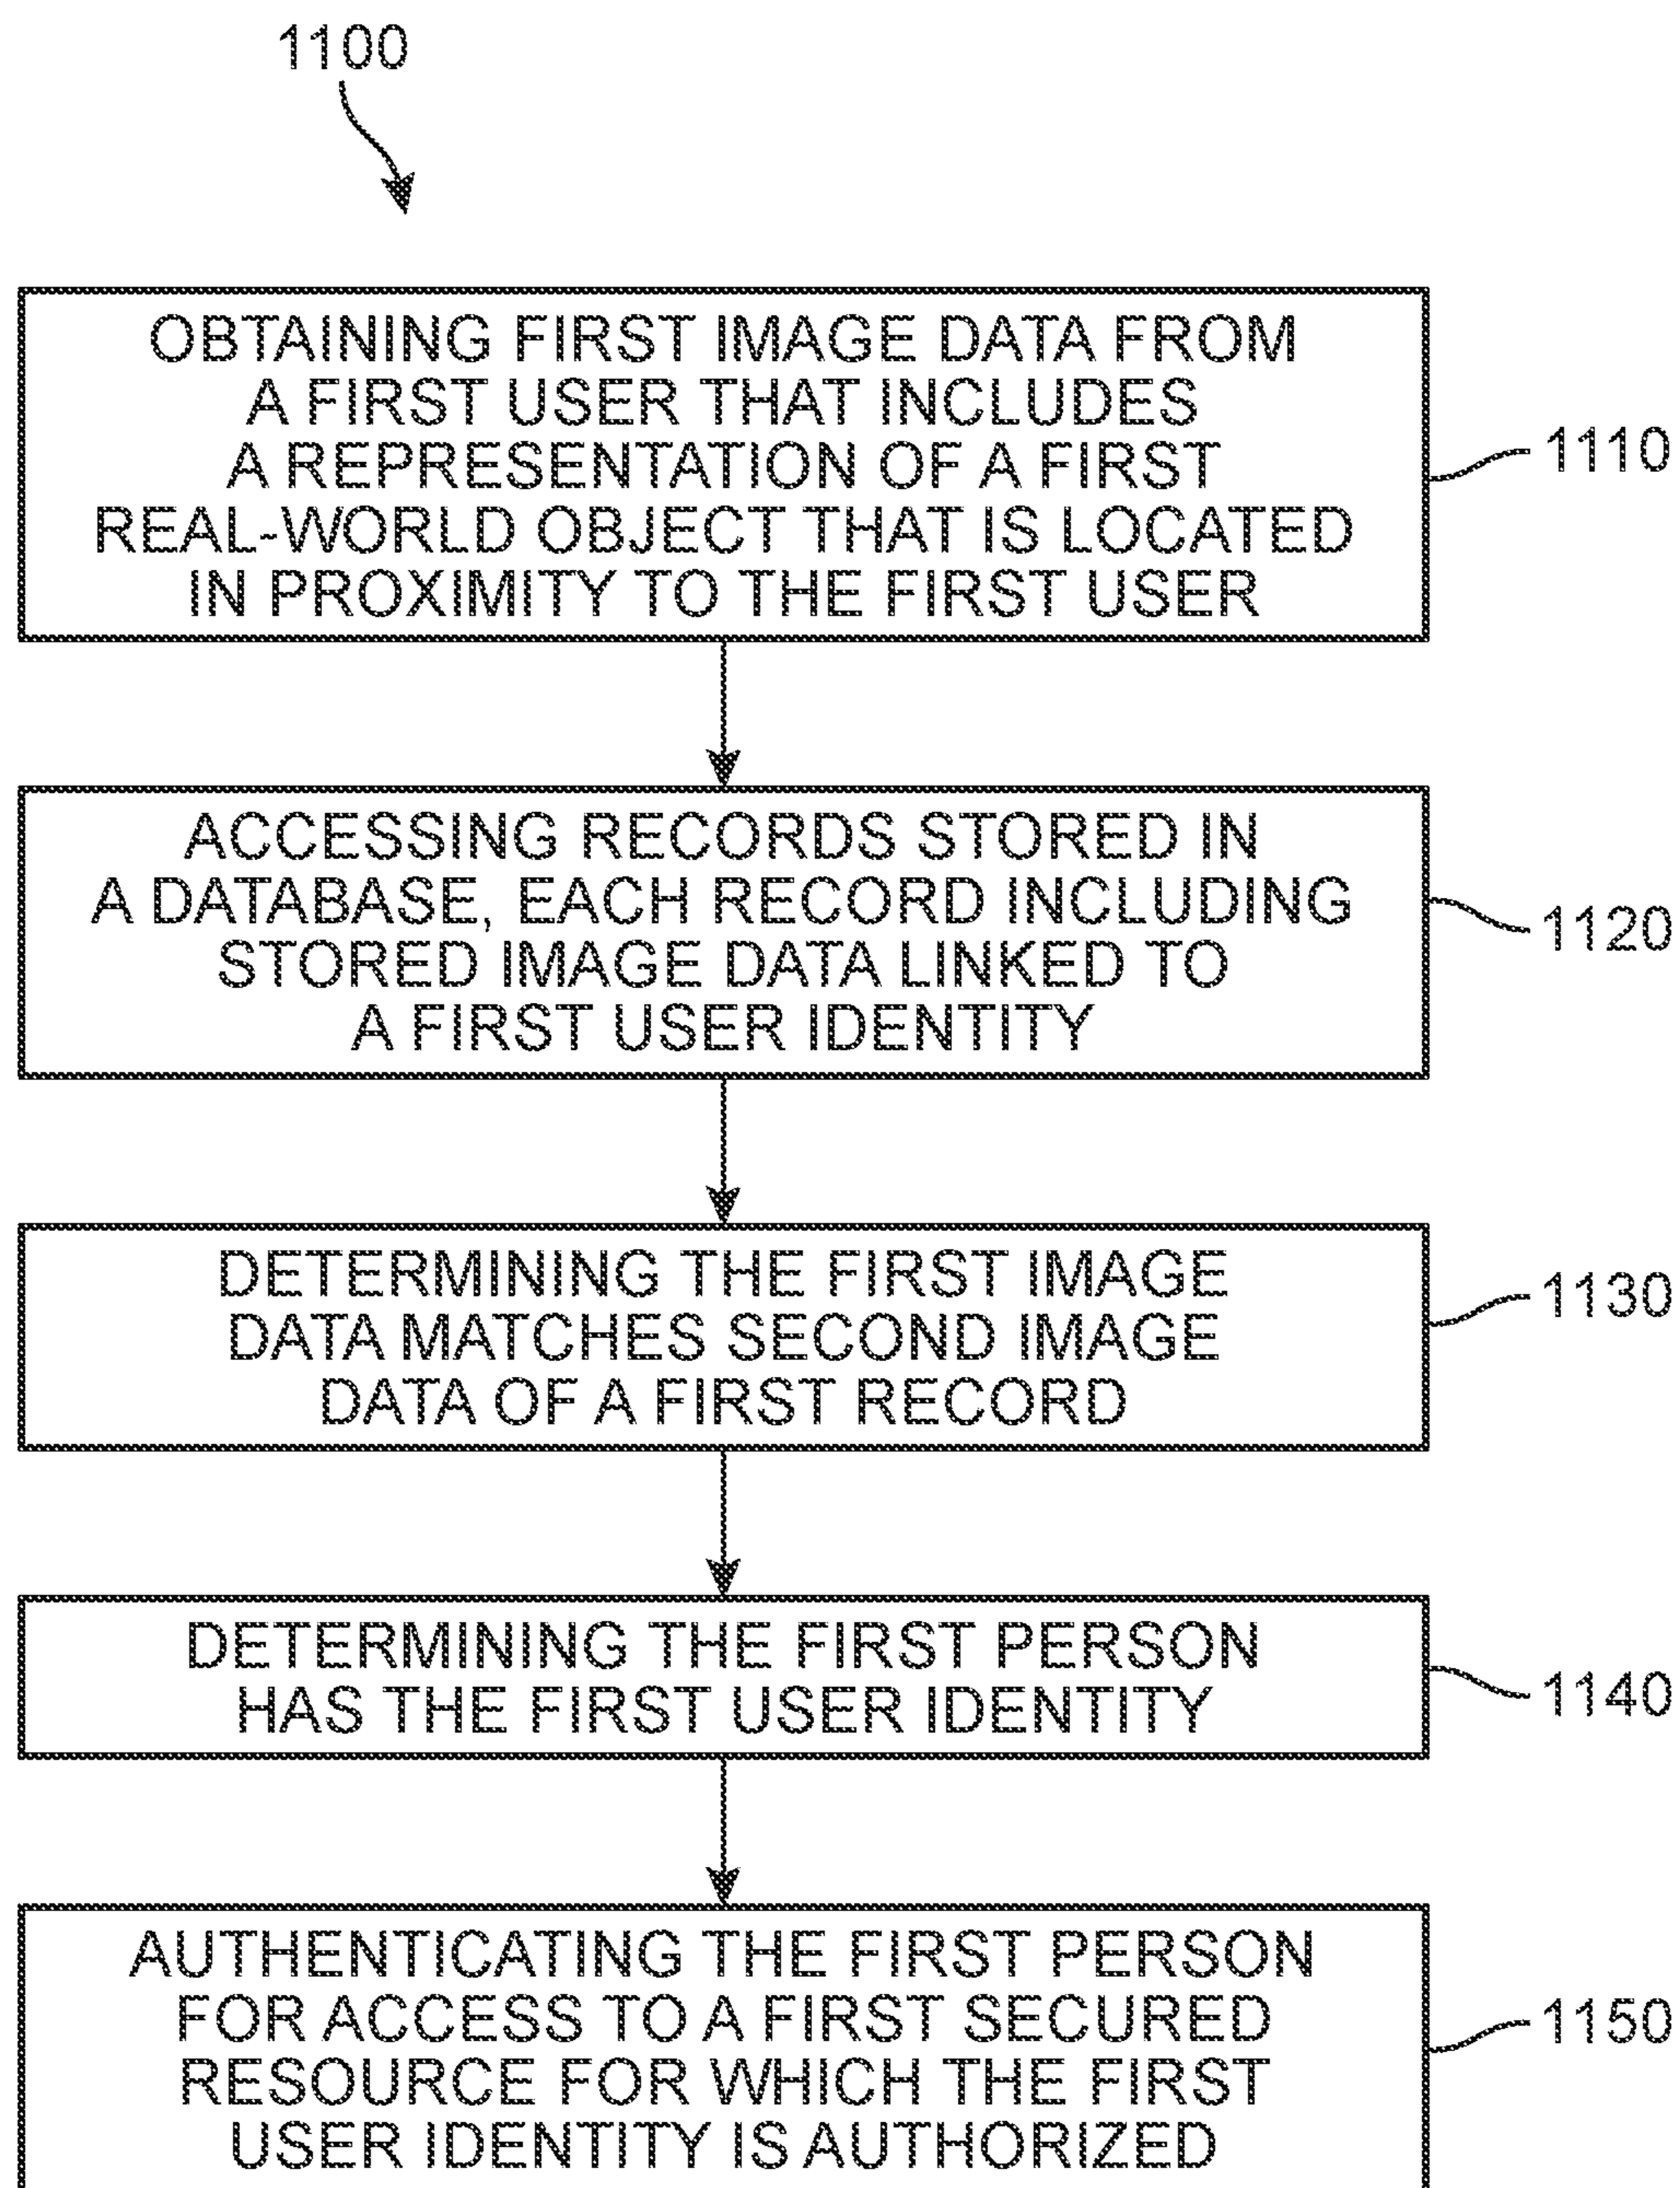 1100
OBTAINING FIRST IMAGE DATA FROM
A FIRST USER THAT INCLUDES
A REPRESENTATION OF A FIRST
REAL-WORLD OBJECT THAT IS LOCATED
IN PROXIMITY TO THE FIRST USER
1110
ACCESSING RECORDS STORED IN
A DATABASE, EACH RECORD INCLUDING
STORED IMAGE DATA LINKED TO
A FIRST USER IDENTITY
1120
DETERMINING THE FIRST IMAGE
DATA MATCHES SECOND IMAGE
DATA OF A FIRST RECORD
1130
DETERMINING THE FIRST PERSON
HAS THE FIRST USER IDENTITY
1140
AUTHENTICATING THE FIRST PERSON
FOR ACCESS TO A FIRST SECURED
RESOURCE FOR WHICH THE FIRST
USER IDENTITY IS AUTHORIZED
1150